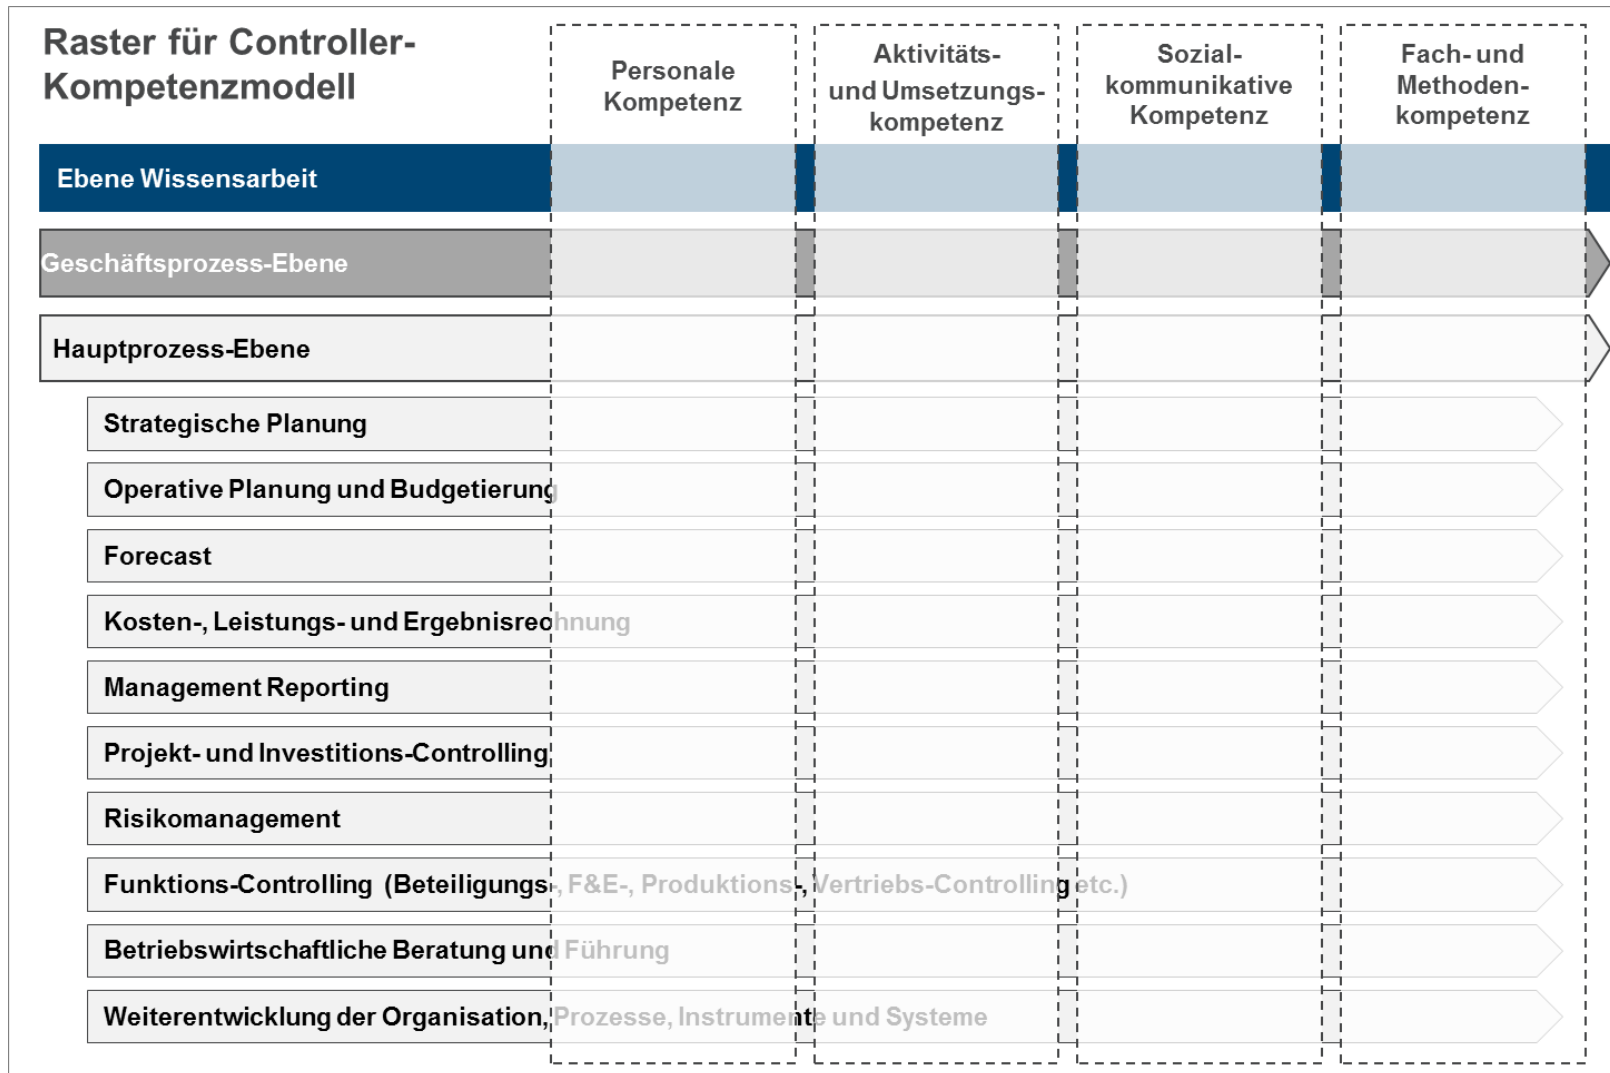 Raster für Controller-
Kompetenzmodell
Personale
Kompetenz
Aktivitäts-
und Umsetzungs-
kompetenz
Sozial-
kommunikative
Kompetenz
Fach- und
Methoden-
kompetenz
Ebene Wissensarbeit
Geschäftsprozess-Ebene
Hauptprozess-Ebene
Strategische Planung
Operative Planung und Budgetierung
Forecast
Kosten-, Leistungs- und Ergebnisrechnung
Management Reporting
Projekt- und Investitions-Controlling
Risikomanagement
Funktions-Controlling (Beteiligungs-, F&E-, Produktions-, Vertriebs-Controlling etc.)
Betriebswirtschaftliche Beratung und Führung
Weiterentwicklung der Organisation, Prozesse, Instrumente und Systeme